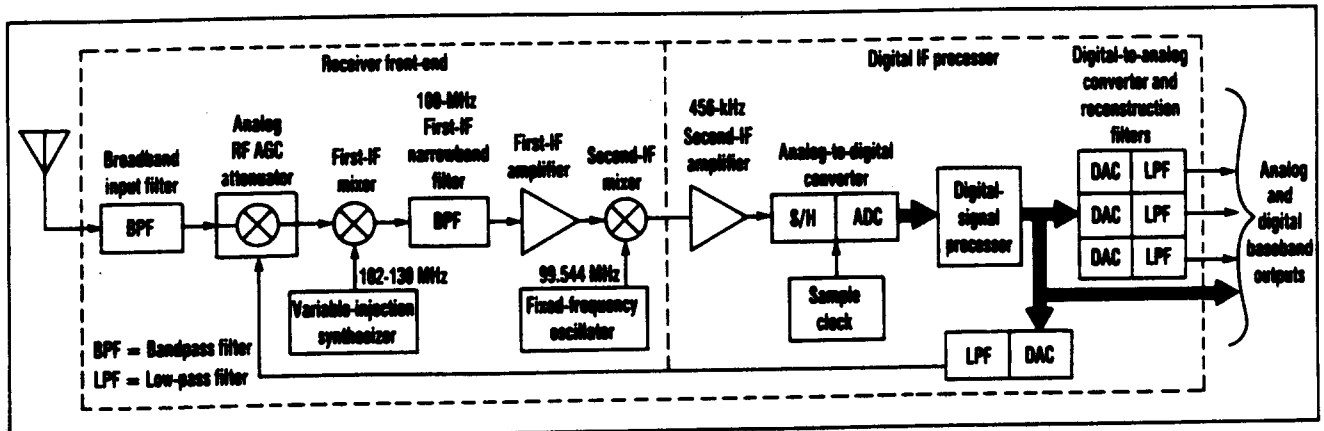 Receiver front-end
Digital IF processor
Digital-to-analog
converter and
reconstruction
filters
Broadband
input filter
BPF
Analog
RF AGC
attenuator
First-IF
mixer
100-MHz
First-IF
narrowband
filter
BPF
First-IF
amplifier
Second-IF
mixer
456-kHz
Second-IF
amplifier
Analog-to-digital
converter
S/H
ADC
Digital-
signal
processor
DAC
LPF
DAC
LPF
DAC
LPF
Analog
and
digital
baseband
outputs
102-130 MHz
Variable-injection
synthesizer
99.544 MHz
Fixed-frequency
oscillator
Sample
clock
LPF
DAC
BPF = Bandpass filter
LPF = Low-pass filter